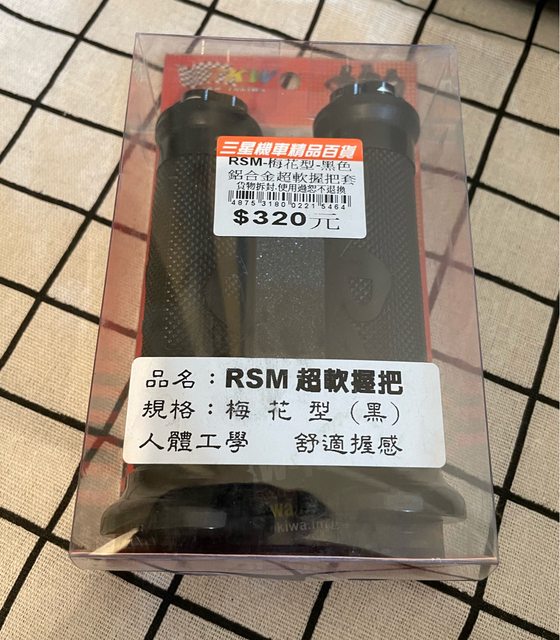 三星機車精品百貨
RSM-梅花型-黑色
鋁合金超軟握把套
貨物拆封.使用過恕不退換
4875 3180 0221 5464
$320元
品名：RSM 超軟握把
規格：梅 花 型 (黑)
人體工學 舒適握感